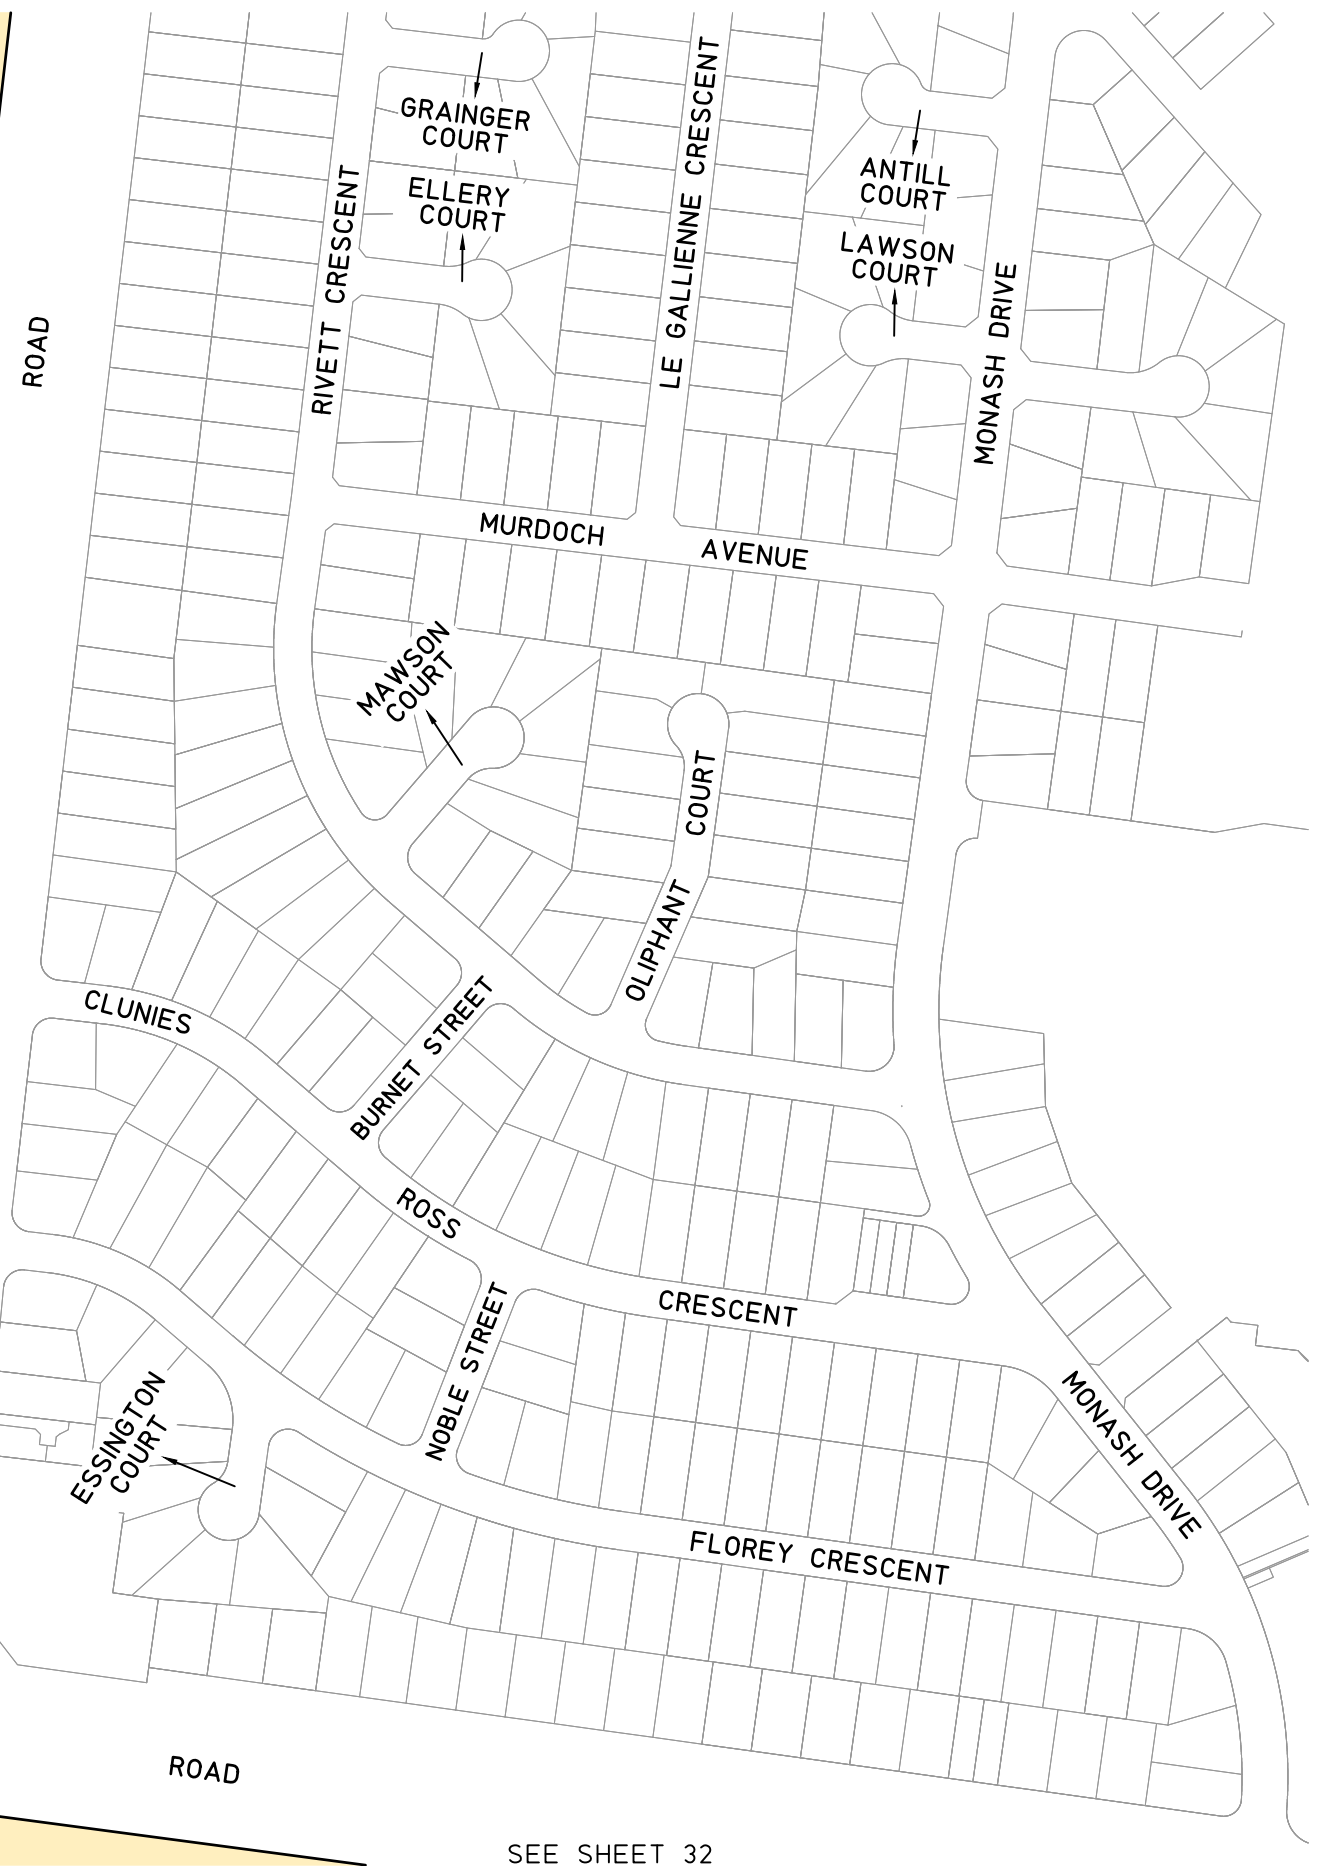 GRAINGER
COURT
ELLERY
COURT
RIVETT CRESCENT
LE GALLIENNE CRESCENT
ANTILL
COURT
LAWSON
COURT
MONASH DRIVE
ROAD
MURDOCH AVENUE
MAWSON
COURT
OLIPHANT COURT
CLUNIES ROSS CRESCENT
BURNET STREET
NOBLE STREET
MONASH DRIVE
ESSINGTON
COURT
FLOREY CRESCENT
ROAD
SEE SHEET 32